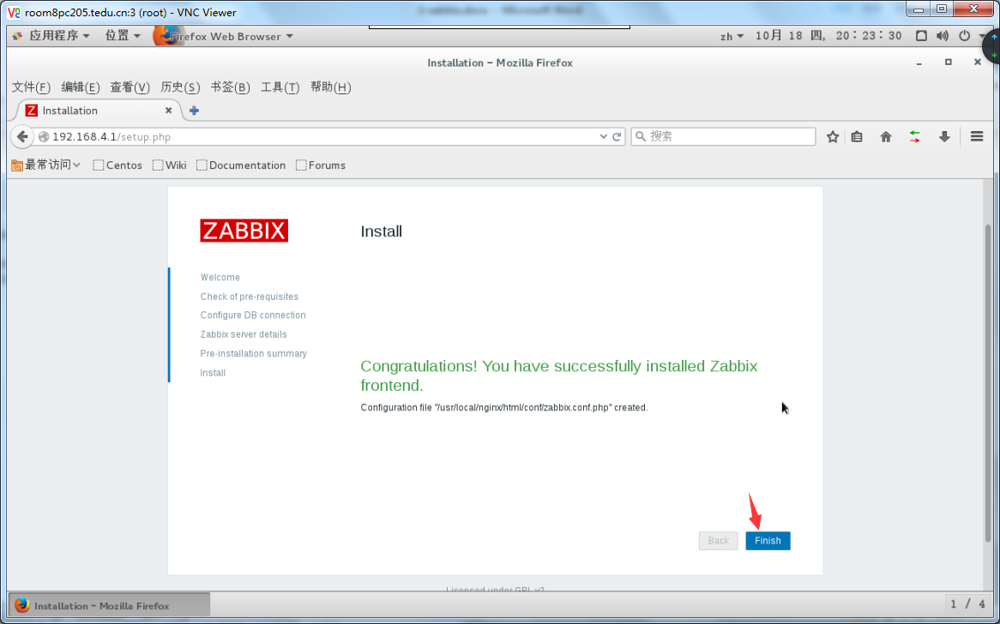 room8pc205.tedu.cn:3 (root) - VNC Viewer
应用程序 位置 Firefox Web Browser zh 10月 18 四, 20:23:30
Installation - Mozilla Firefox
文件(F) 编辑(E) 查看(V) 历史(S) 书签(B) 工具(T) 帮助(H)
Z Installation
192.168.4.1/setup.php 搜索
最常访问 Centos Wiki Documentation Forums
ZABBIX
Install
Welcome
Check of pre-requisites
Configure DB connection
Zabbix server details
Pre-installation summary
Install
Congratulations! You have successfully installed Zabbix
frontend.
Configuration file "/usr/local/nginx/html/conf/zabbix.conf.php" created.
Back Finish
Licensed under GPL v2
Installation - Mozilla Firefox 1 / 4